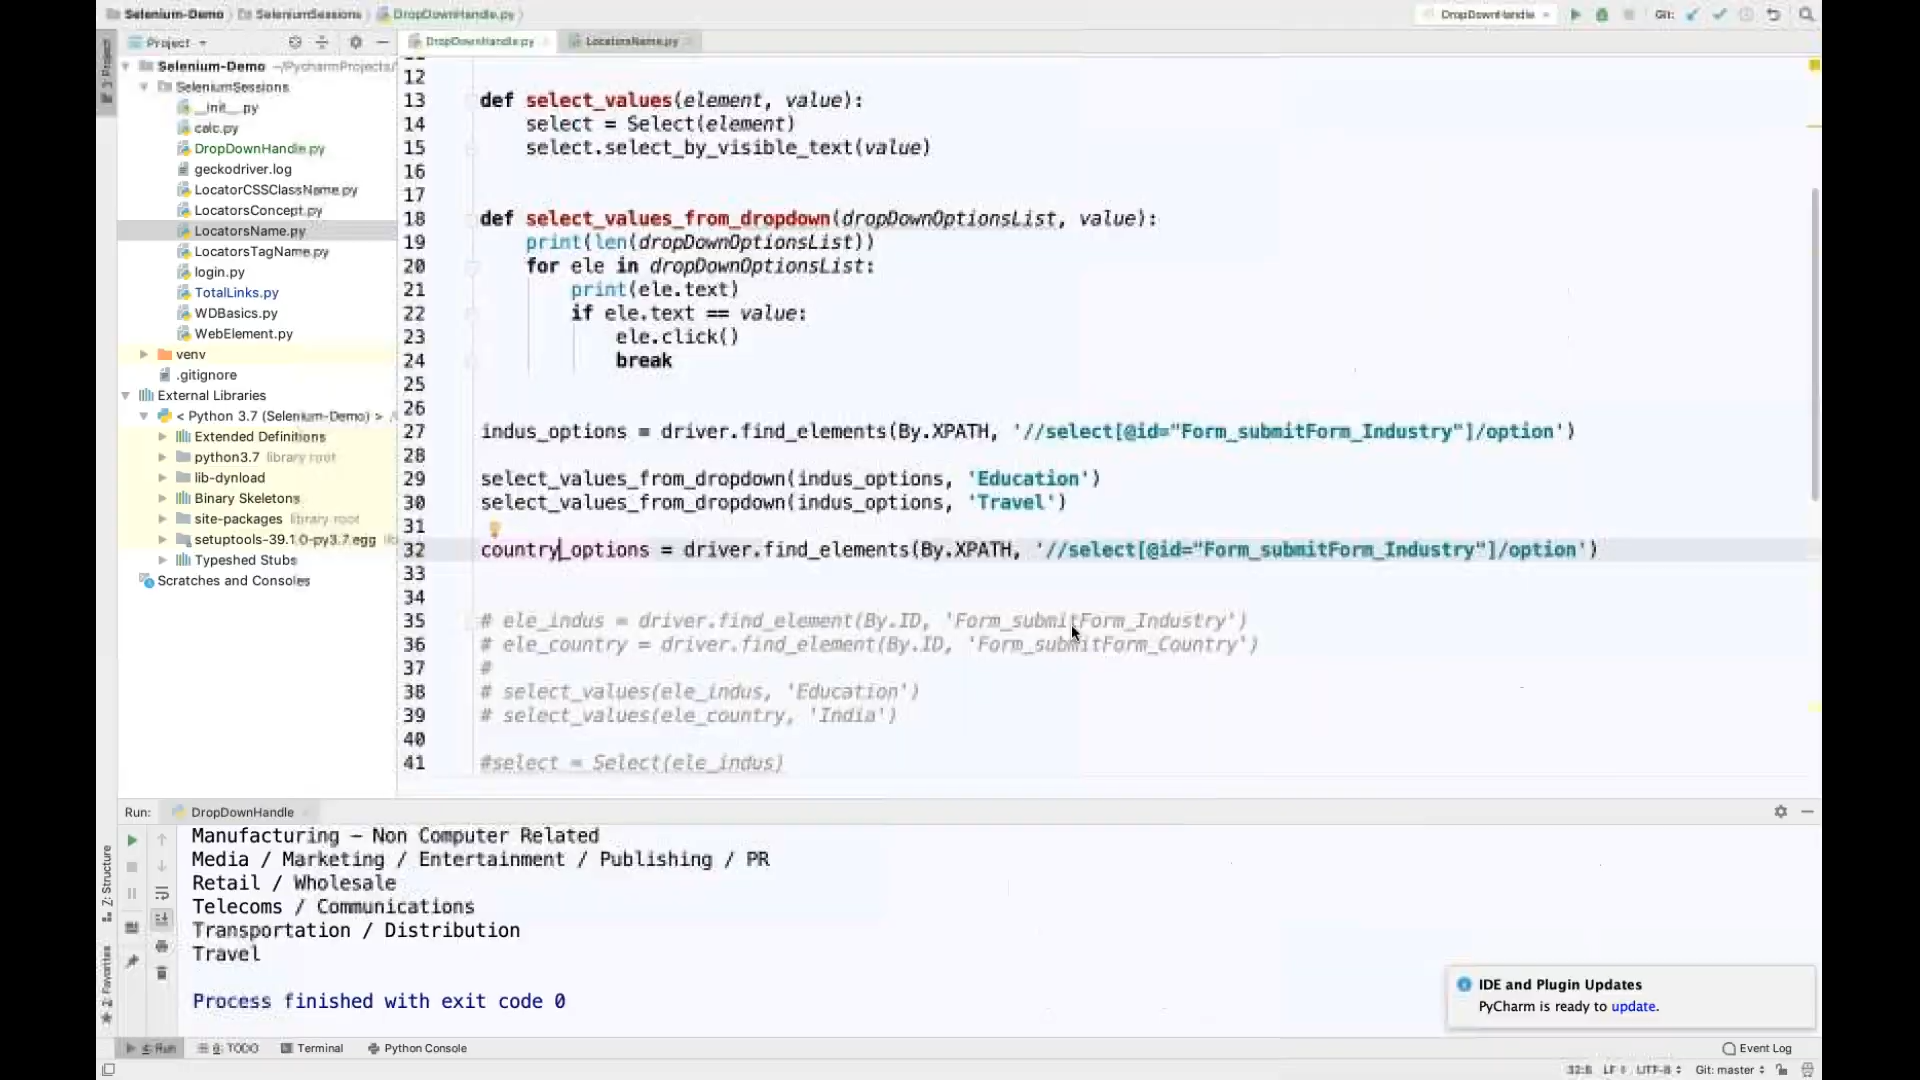 Selenium-Demo SeleniumSessions DropDownHandle.py
DropDownHandle Git:
Project
DropDownHandle.py LocatorsName.py
Selenium-Demo ~/PycharmProjects/
SeleniumSessions
__init__.py
calc.py
DropDownHandle.py
geckodriver.log
LocatorCSSClassName.py
LocatorsConcept.py
LocatorsName.py
LocatorsTagName.py
login.py
TotalLinks.py
WDBasics.py
WebElement.py
venv
.gitignore
External Libraries
< Python 3.7 (Selenium-Demo) >
Extended Definitions
python3.7 library root
lib-dynload
Binary Skeletons
site-packages library root
setuptools-39.1.0-py3.7.egg
Typeshed Stubs
Scratches and Consoles
12
13 def select_values(element, value):
14 select = Select(element)
15 select.select_by_visible_text(value)
16
17
18 def select_values_from_dropdown(dropDownOptionsList, value):
19 print(len(dropDownOptionsList))
20 for ele in dropDownOptionsList:
21 print(ele.text)
22 if ele.text == value:
23 ele.click()
24 break
25
26
27 indus_options = driver.find_elements(By.XPATH, '//select[@id="Form_submitForm_Industry"]/option')
28
29 select_values_from_dropdown(indus_options, 'Education')
30 select_values_from_dropdown(indus_options, 'Travel')
31
32 country_options = driver.find_elements(By.XPATH, '//select[@id="Form_submitForm_Industry"]/option')
33
34
35 # ele_indus = driver.find_element(By.ID, 'Form_submitForm_Industry')
36 # ele_country = driver.find_element(By.ID, 'Form_submitForm_Country')
37 #
38 # select_values(ele_indus, 'Education')
39 # select_values(ele_country, 'India')
40
41 #select = Select(ele_indus)
Run: DropDownHandle
Manufacturing – Non Computer Related
Media / Marketing / Entertainment / Publishing / PR
Retail / Wholesale
Telecoms / Communications
Transportation / Distribution
Travel
Process finished with exit code 0
IDE and Plugin Updates
PyCharm is ready to update.
1: Project
Z: Structure
2: Favorites
4: Run 6: TODO Terminal Python Console
Event Log
32:8 LF UTF-8 Git: master